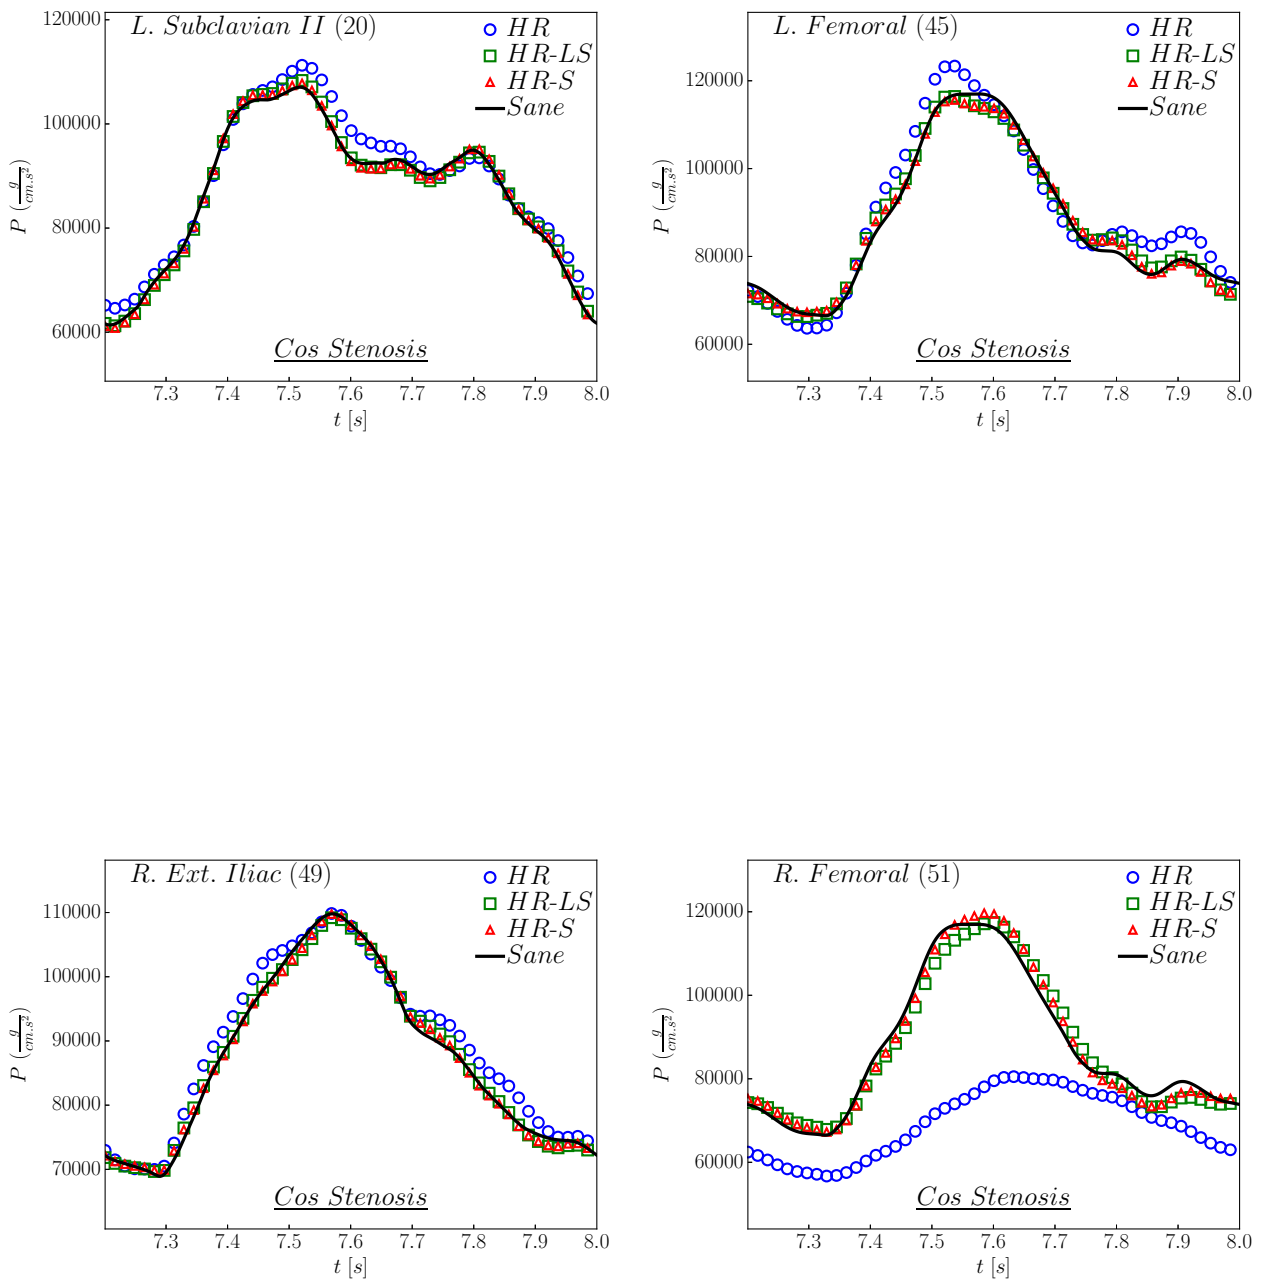 L. Subclavian II (20)
HR
HR-LS
HR-S
Sane
120000
100000
80000
60000
P (g/cm.s²)
Cos Stenosis
7.3 7.4 7.5 7.6 7.7 7.8 7.9 8.0
t [s]
L. Femoral (45)
HR
HR-LS
HR-S
Sane
120000
100000
80000
60000
P (g/cm.s²)
Cos Stenosis
7.3 7.4 7.5 7.6 7.7 7.8 7.9 8.0
t [s]
R. Ext. Iliac (49)
HR
HR-LS
HR-S
Sane
110000
100000
90000
80000
70000
P (g/cm.s²)
Cos Stenosis
7.3 7.4 7.5 7.6 7.7 7.8 7.9 8.0
t [s]
R. Femoral (51)
HR
HR-LS
HR-S
Sane
120000
100000
80000
60000
P (g/cm.s²)
Cos Stenosis
7.3 7.4 7.5 7.6 7.7 7.8 7.9 8.0
t [s]